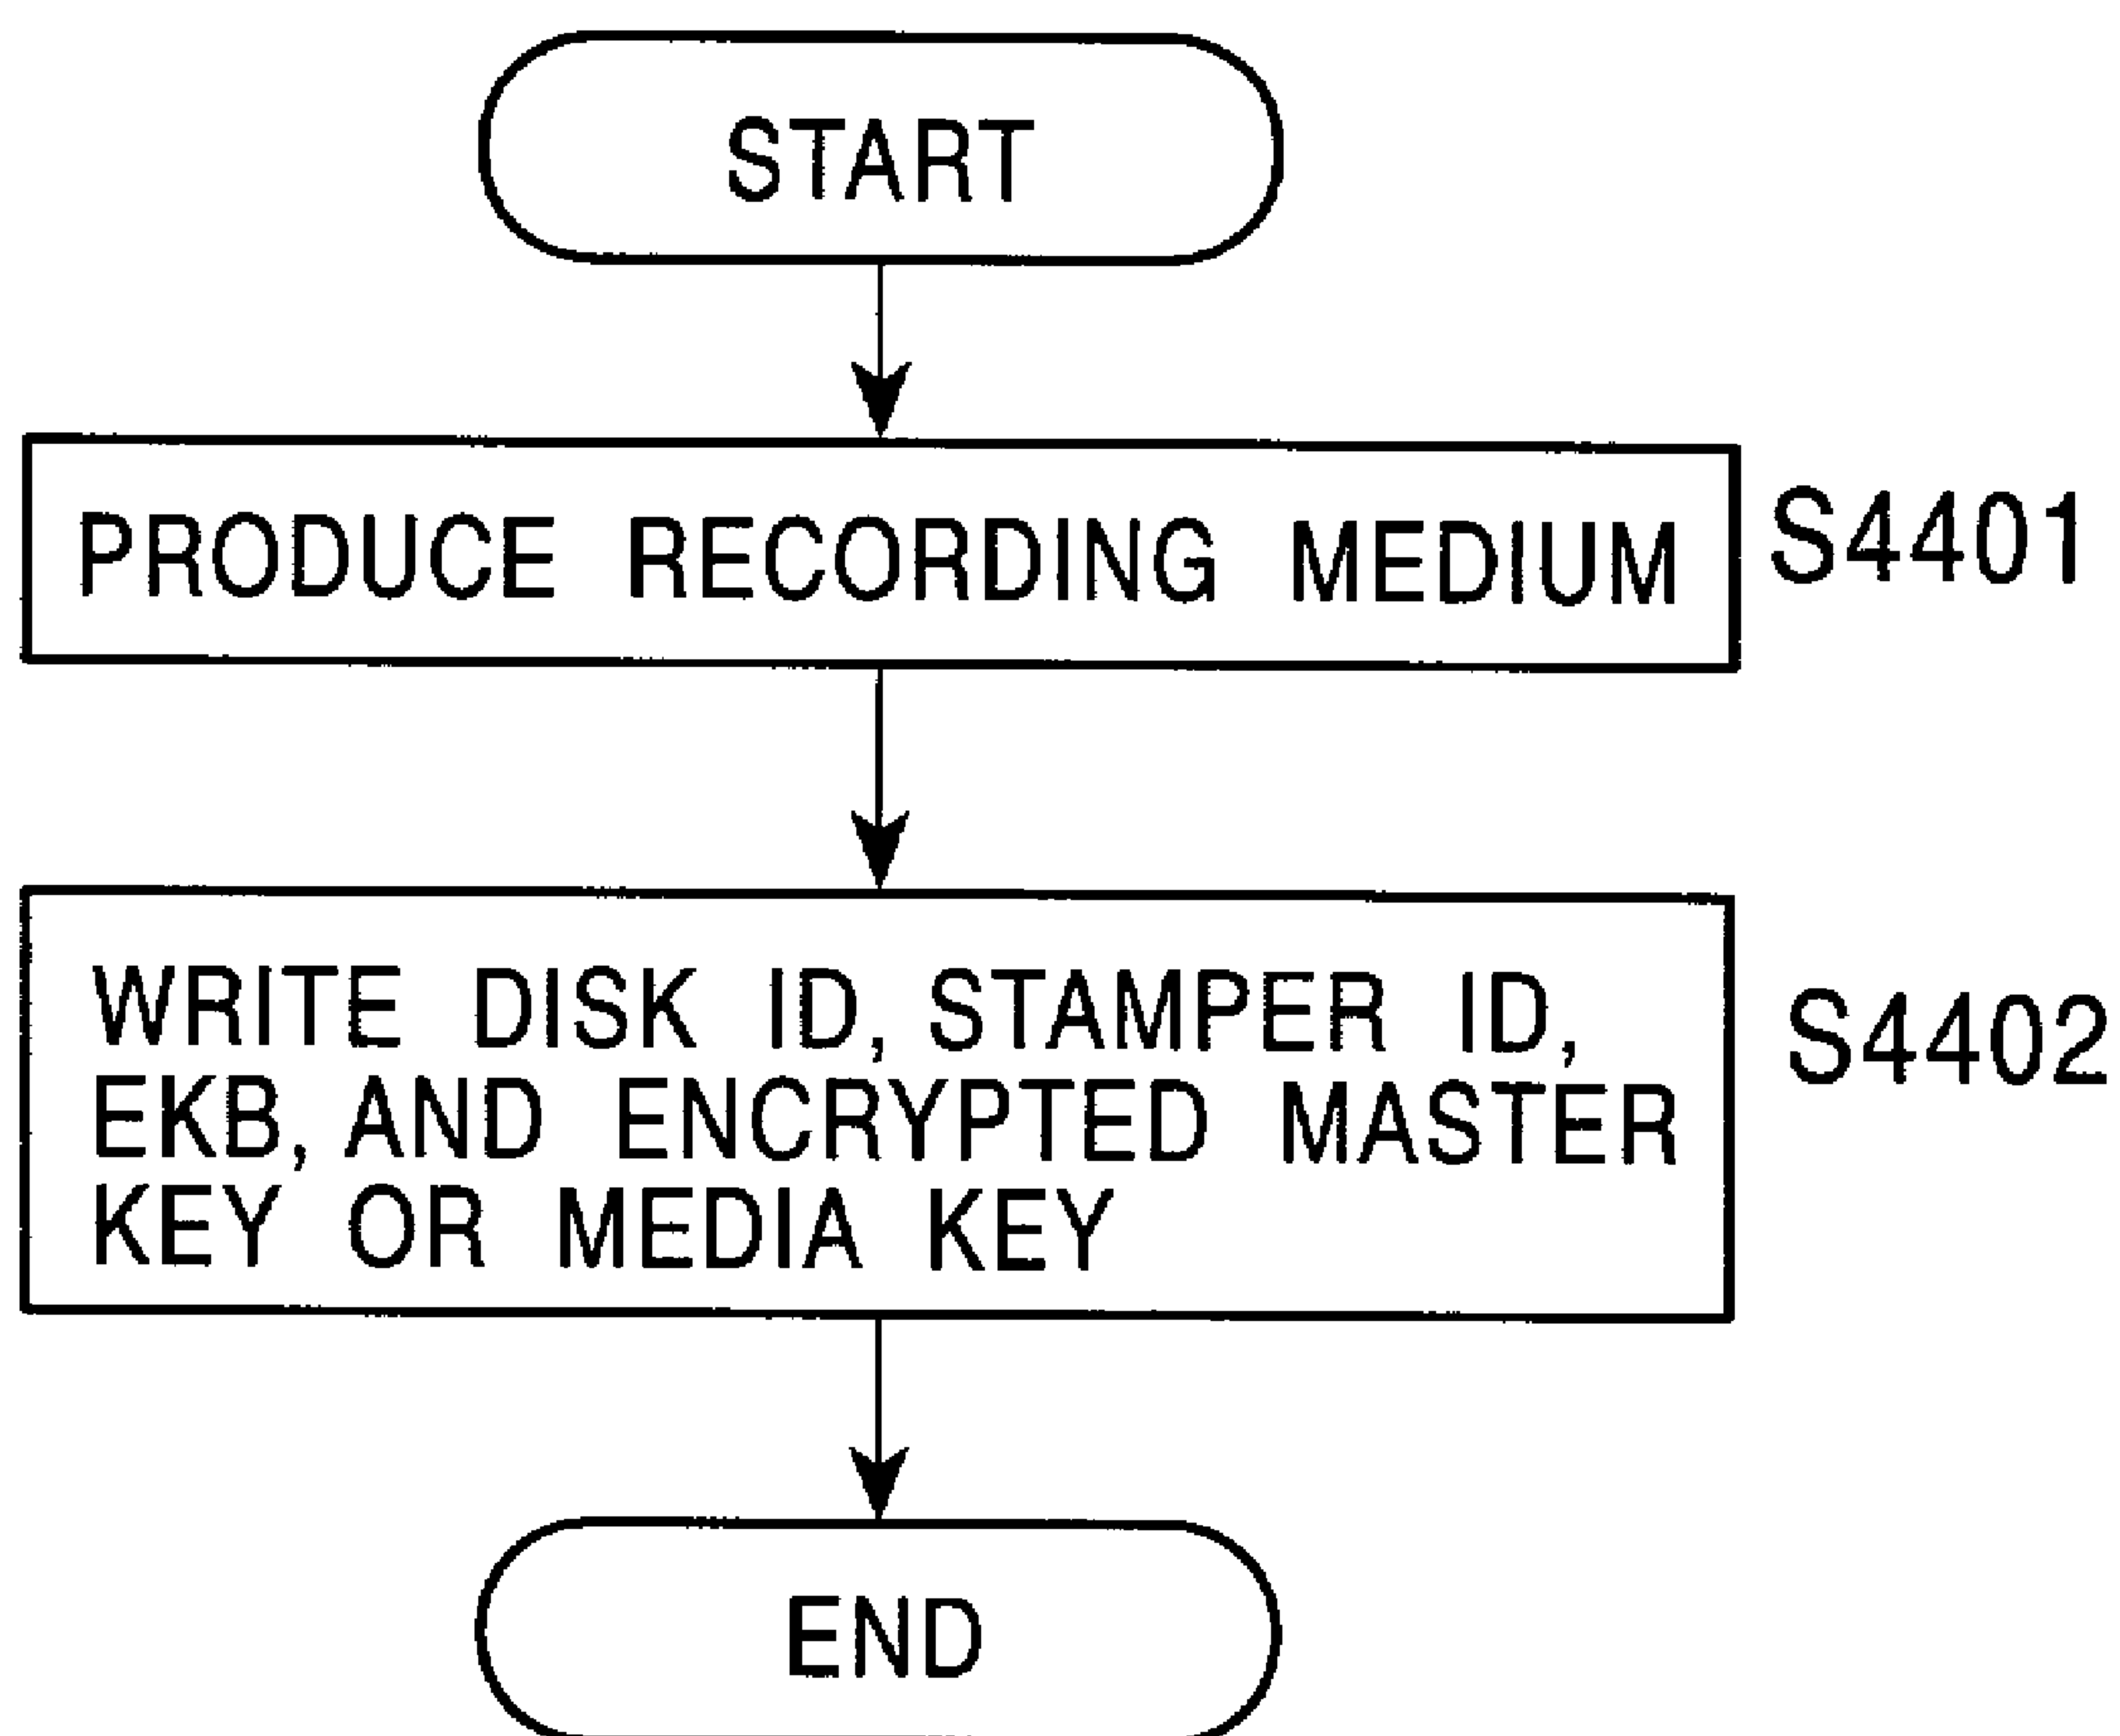 START
PRODUCE RECORDING MEDIUM
S4401
WRITE DISK ID, STAMPER ID,
EKB, AND ENCRYPTED MASTER
KEY OR MEDIA KEY
S4402
END